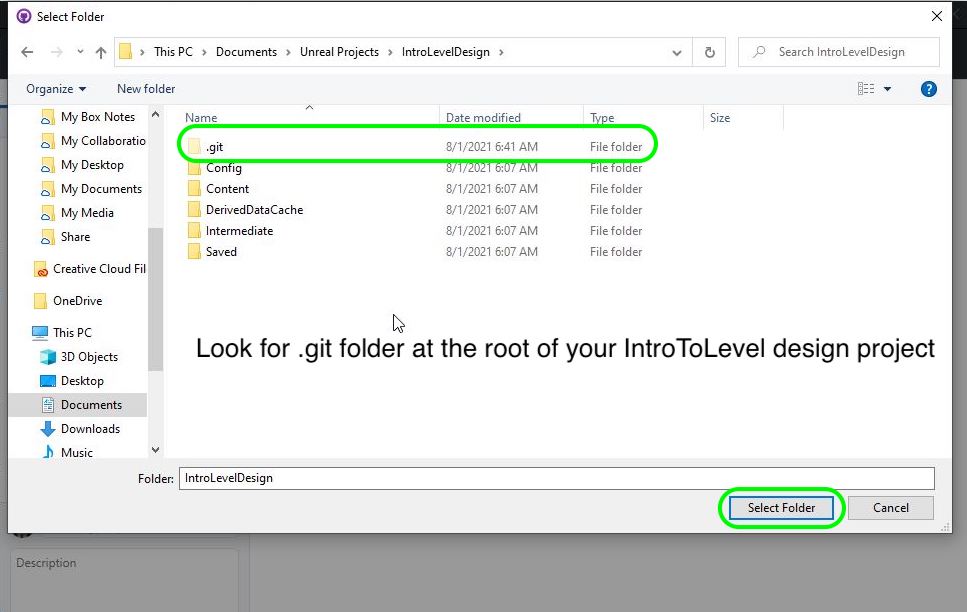 Select Folder
This PC > Documents > Unreal Projects > IntroLevelDesign >
Search IntroLevelDesign
Organize New folder
?
My Box Notes
My Collaboratio
My Desktop
My Documents
My Media
Share
Creative Cloud Fil
OneDrive
This PC
3D Objects
Desktop
Documents
Downloads
Music
Name Date modified Type Size
.git 8/1/2021 6:41 AM File folder
Config 8/1/2021 6:07 AM File folder
Content 8/1/2021 6:07 AM File folder
DerivedDataCache 8/1/2021 6:07 AM File folder
Intermediate 8/1/2021 6:07 AM File folder
Saved 8/1/2021 6:07 AM File folder
Look for .git folder at the root of your IntroToLevel design project
Folder: IntroLevelDesign
Select Folder Cancel
Description